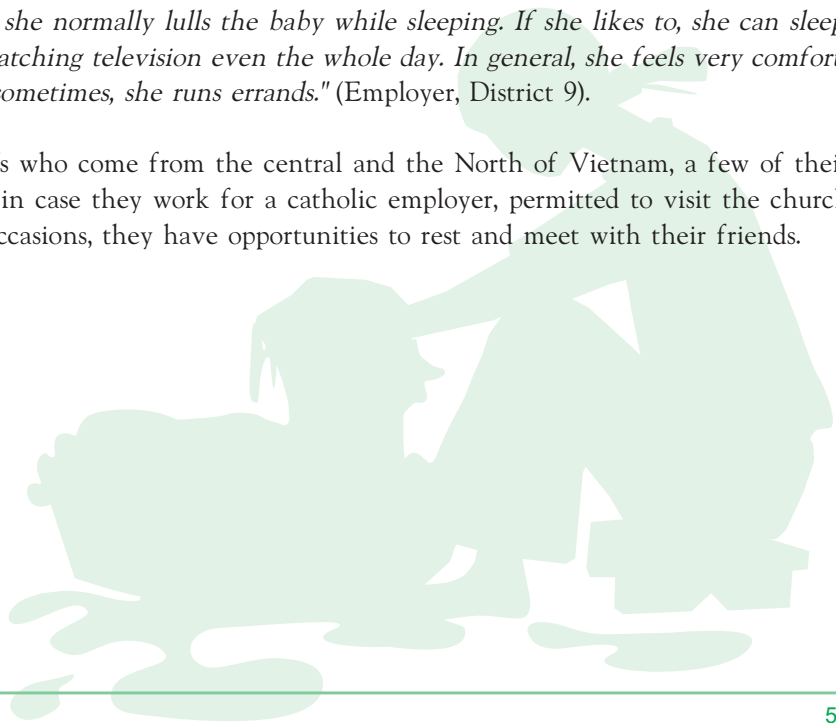 she normally lulls the baby while sleeping. If she likes to, she can sleep
atching television even the whole day. In general, she feels very comfort
sometimes, she runs errands." (Employer, District 9).
s who come from the central and the North of Vietnam, a few of thei
in case they work for a catholic employer, permitted to visit the church
ccasions, they have opportunities to rest and meet with their friends.
5